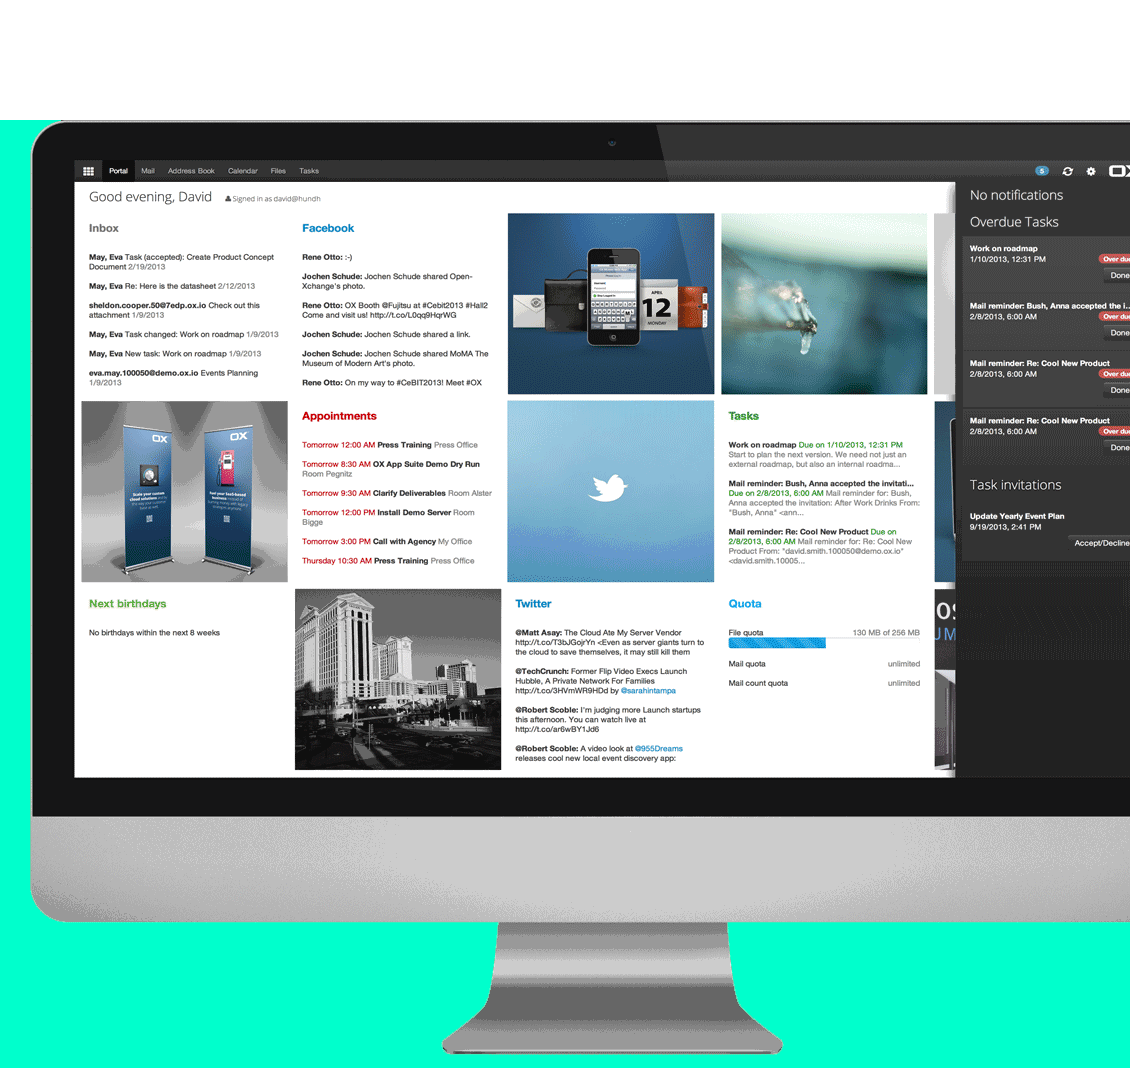 Portal Mail Address Book Calendar Files Tasks
5
Good evening, David
Signed in as david@hundh
Inbox
May, Eva Task (accepted): Create Product Concept
Document 2/19/2013
May, Eva Re: Here is the datasheet 2/12/2013
sheldon.cooper.50@7edp.ox.io Check out this
attachment 1/9/2013
May, Eva Task changed: Work on roadmap 1/9/2013
May, Eva New task: Work on roadmap 1/9/2013
eva.may.100050@demo.ox.io Events Planning
1/9/2013
Facebook
Rene Otto: :-)
Jochen Schude: Jochen Schude shared Open-
Xchange's photo.
Rene Otto: OX Booth @Fujitsu at #Cebit2013 #Hall2
Come and visit us! http://t.co/L0qq9HqrWG
Jochen Schude: Jochen Schude shared a link.
Jochen Schude: Jochen Schude shared MoMA The
Museum of Modern Art's photo.
Rene Otto: On my way to #CeBIT2013! Meet #OX
APRIL
12
MONDAY
OX
OX
Appointments
Tomorrow 12:00 AM Press Training Press Office
Tomorrow 8:30 AM OX App Suite Demo Dry Run
Room Pegnitz
Tomorrow 9:30 AM Clarify Deliverables Room Alster
Tomorrow 12:00 PM Install Demo Server Room
Bigge
Tomorrow 3:00 PM Call with Agency My Office
Thursday 10:30 AM Press Training Press Office
Tasks
Work on roadmap Due on 1/10/2013, 12:31 PM
Start to plan the next version. We need not just an
external roadmap, but also an internal roadma...
Mail reminder: Bush, Anna accepted the invitati...
Due on 2/8/2013, 6:00 AM Mail reminder for: Bush,
Anna accepted the invitation: After Work Drinks From:
"Bush, Anna" <ann...
Mail reminder: Re: Cool New Product Due on
2/8/2013, 6:00 AM Mail reminder for: Re: Cool New
Product From: "david.smith.100050@demo.ox.io"
<david.smith.10005...
Next birthdays
No birthdays within the next 8 weeks
Twitter
@Matt Asay: The Cloud Ate My Server Vendor
http://t.co/T3bJGojrYn <Even as server giants turn to
the cloud to save themselves, it may still kill them
@TechCrunch: Former Flip Video Execs Launch
Hubble, A Private Network For Families
http://t.co/3HVmWR9HDd by @sarahintampa
@Robert Scoble: I'm judging more Launch startups
this afternoon. You can watch live at
http://t.co/ar6wBY1Jd6
@Robert Scoble: A video look at @955Dreams
releases cool new local event discovery app:
Quota
File quota 130 MB of 256 MB
Mail quota unlimited
Mail count quota unlimited
OX
No notifications
Overdue Tasks
Work on roadmap
1/10/2013, 12:31 PM Over due
Done
Mail reminder: Bush, Anna accepted the i...
2/8/2013, 6:00 AM Over due
Done
Mail reminder: Re: Cool New Product
2/8/2013, 6:00 AM Over due
Done
Mail reminder: Re: Cool New Product
2/8/2013, 6:00 AM Over due
Done
Task invitations
Update Yearly Event Plan
9/19/2013, 2:41 PM
Accept/Decline